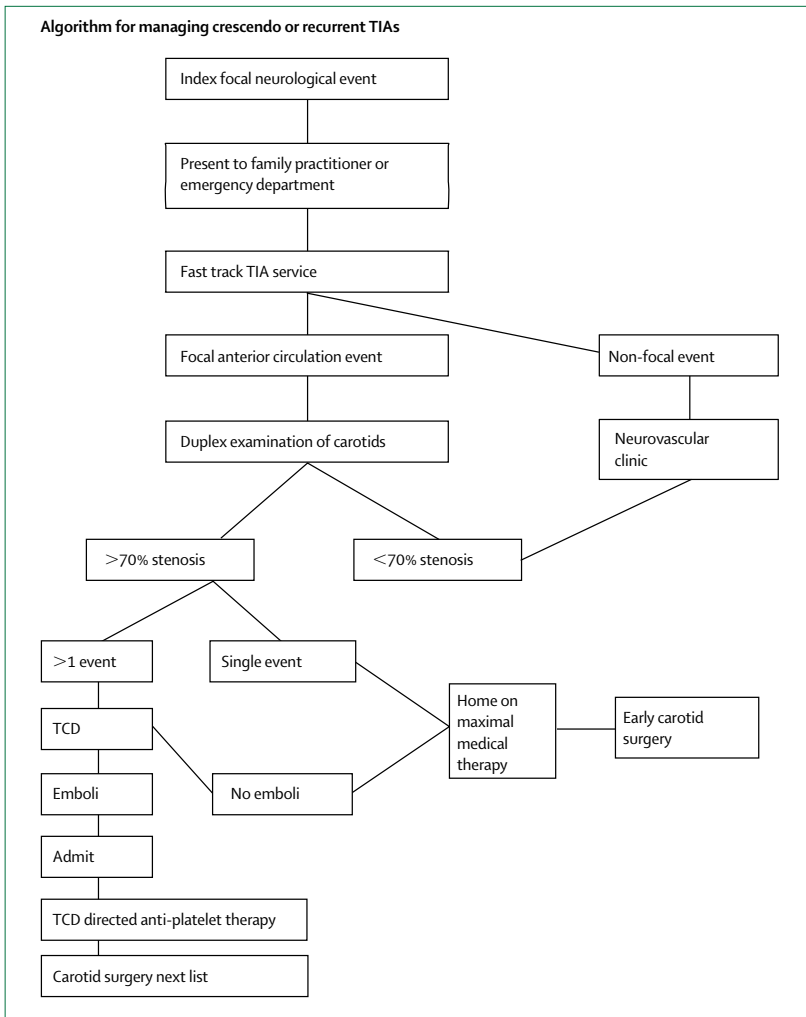 Algorithm for managing crescendo or recurrent TIAs
Index focal neurological event
Present to family practitioner or
emergency department
Fast track TIA service
Focal anterior circulation event
Non-focal event
Duplex examination of carotids
Neurovascular
clinic
>70% stenosis
<70% stenosis
>1 event
Single event
TCD
Home on
maximal
medical
therapy
Early carotid
surgery
Emboli
No emboli
Admit
TCD directed anti-platelet therapy
Carotid surgery next list